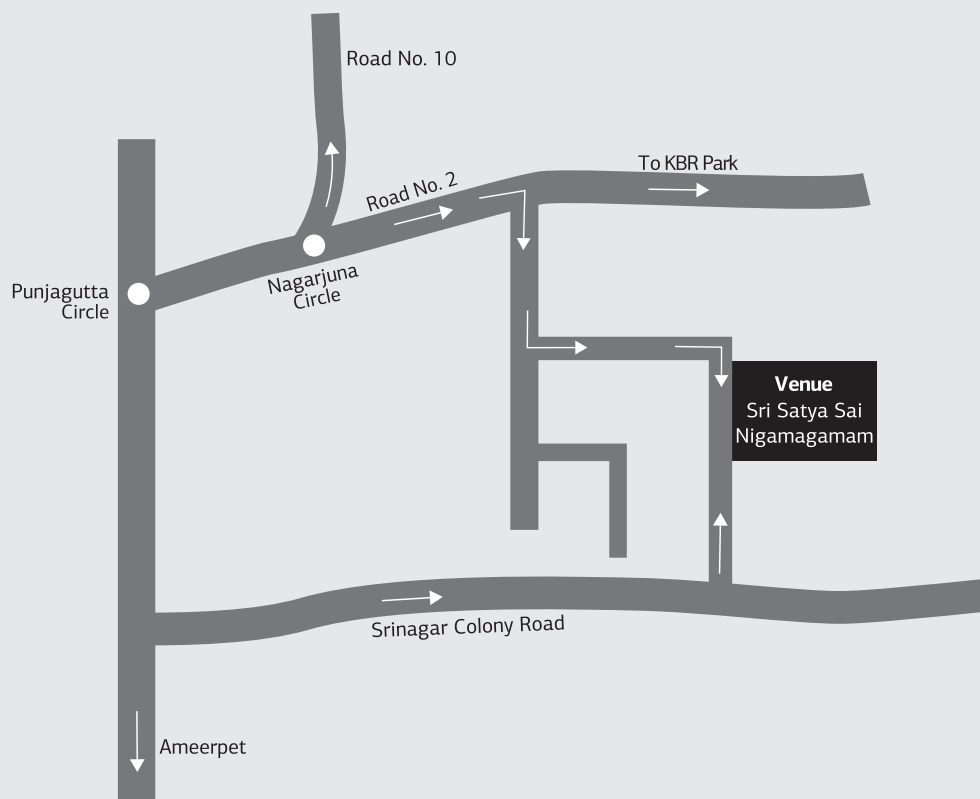 Road No. 10
To KBR Park
Road No. 2
Nagarjuna
Circle
Punjagutta
Circle
Venue
Sri Satya Sai
Nigamagamam
Srinagar Colony Road
Ameerpet